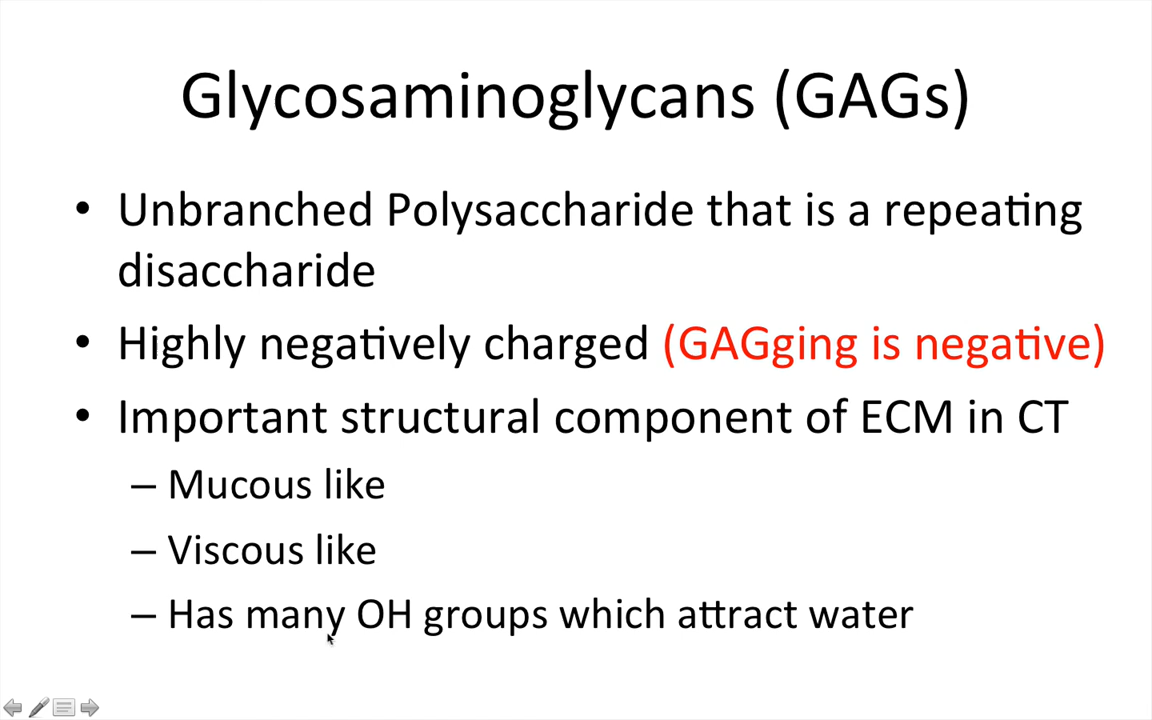 Glycosaminoglycans (GAGs)
• Unbranched Polysaccharide that is a repeating
disaccharide
• Highly negatively charged (GAGging is negative)
• Important structural component of ECM in CT
– Mucous like
– Viscous like
– Has many OH groups which attract water